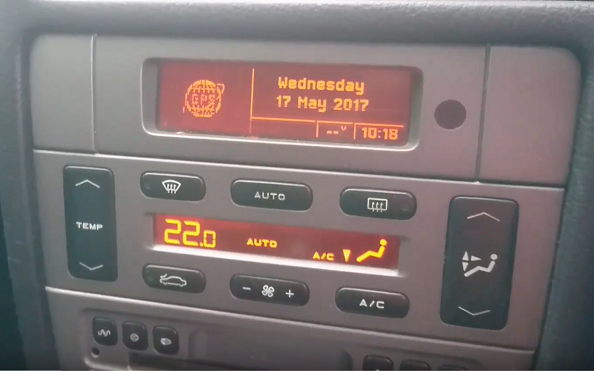 Wednesday
17 May 2017
GPS
--° 10:18
AUTO
TEMP
22.0 AUTO A/C
- +
A/C